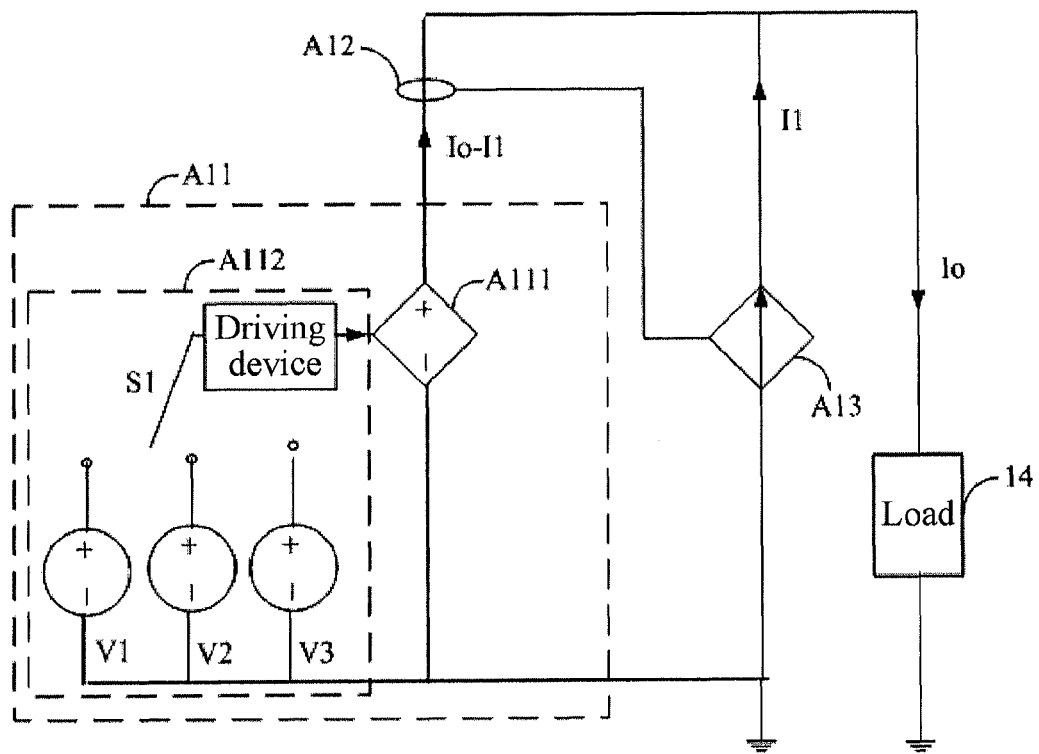 A12
Io-I1
I1
A11
A112
A111
Io
Driving
device
S1
A13
14
Load
+
−
+
−
+
−
+
−
V1
V2
V3